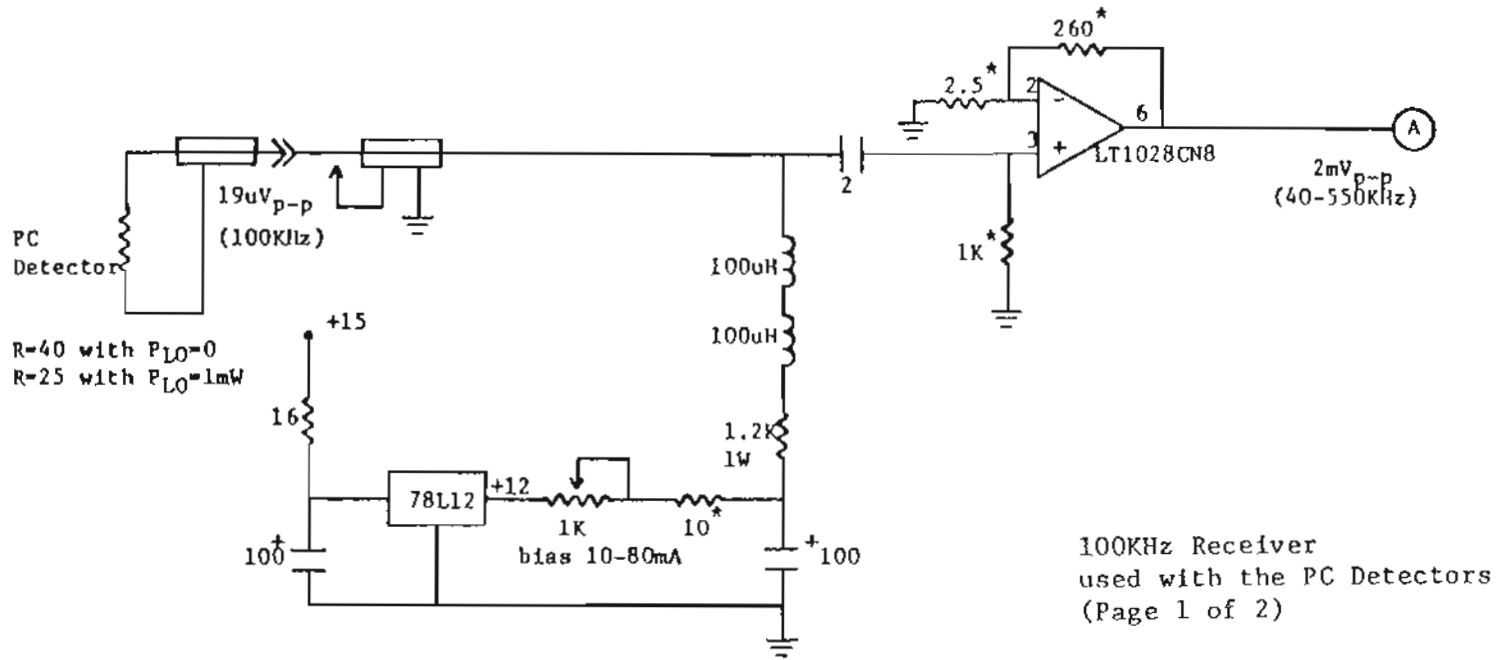 260*
2.5*
2
-
6
3
+
LT1028CN8
A
2mVp-p
(40-550KHz)
19uVp-p
(100KHz)
2
1K*
PC
Detector
100uH
100uH
R=40 with PLO=0
R=25 with PLO=1mW
+15
16
1.2K
1W
78L12
+12
1K
10*
bias 10-80mA
+
100
+
100
100KHz Receiver
used with the PC Detectors
(Page 1 of 2)